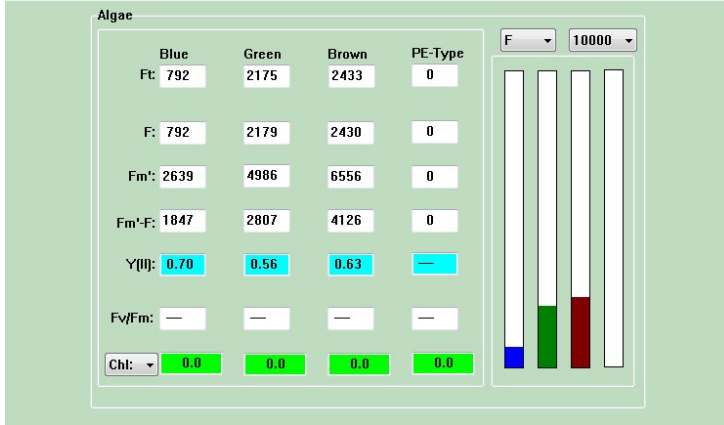 Algae
F 10000
Blue Green Brown PE-Type
Ft: 792 2175 2433 0
F: 792 2179 2430 0
Fm': 2639 4986 6556 0
Fm'-F: 1847 2807 4126 0
Y(II): 0.70 0.56 0.63 —
Fv/Fm: — — — —
Chl: 0.0 0.0 0.0 0.0